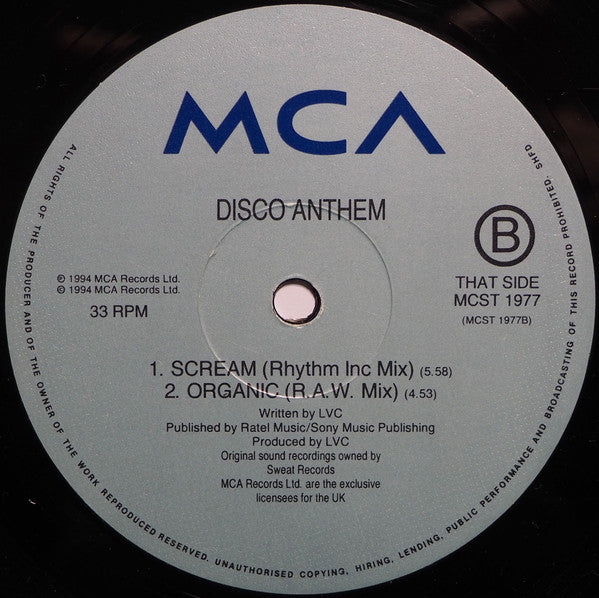 MCA
DISCO ANTHEM
B
℗ 1994 MCA Records Ltd.
© 1994 MCA Records Ltd.
33 RPM
THAT SIDE
MCST 1977
(MCST 1977B)
1. SCREAM (Rhythm Inc Mix) (5.58)
2. ORGANIC (R.A.W. Mix) (4.53)
Written by LVC
Published by Ratel Music/Sony Music Publishing
Produced by LVC
Original sound recordings owned by
Sweat Records
MCA Records Ltd. are the exclusive
licensees for the UK
ALL RIGHTS OF THE PRODUCER AND OF THE OWNER OF THE WORK REPRODUCED RESERVED. UNAUTHORISED COPYING, HIRING, LENDING, PUBLIC PERFORMANCE AND BROADCASTING OF THIS RECORD PROHIBITED. SHFD